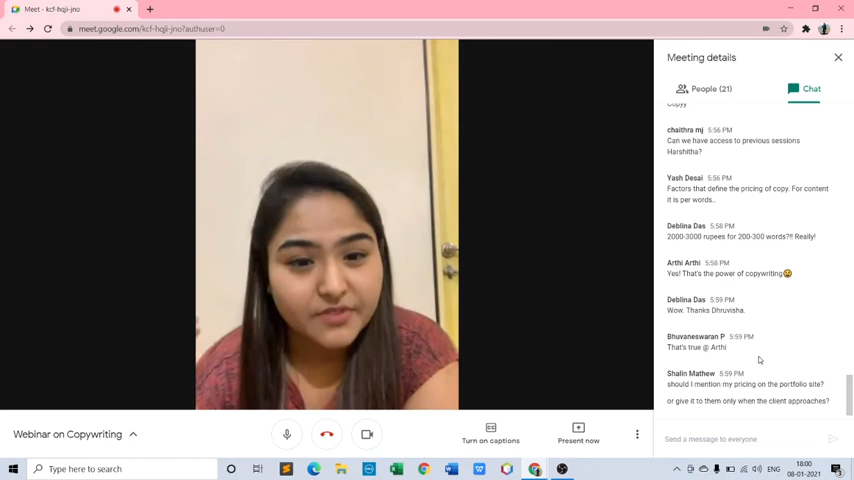 Meet - kcf-hqji-jno
meet.google.com/kcf-hqji-jno?authuser=0
Meeting details
People (21)
Chat
Copyy
chaithra mj 5:56 PM
Can we have access to previous sessions
Harshitha?
Yash Desai 5:56 PM
Factors that define the pricing of copy. For content
it is per words..
Deblina Das 5:58 PM
2000-3000 rupees for 200-300 words?!! Really!
Arthi Arthi 5:58 PM
Yes! That's the power of copywriting😩
Deblina Das 5:59 PM
Wow. Thanks Dhruvisha.
Bhuvaneswaran P 5:59 PM
That's true @ Arthi
Shalin Mathew 5:59 PM
should I mention my pricing on the portfolio site?
or give it to them only when the client approaches?
Send a message to everyone
Webinar on Copywriting
Turn on captions
Present now
Type here to search
ENG
18:00
08-01-2021